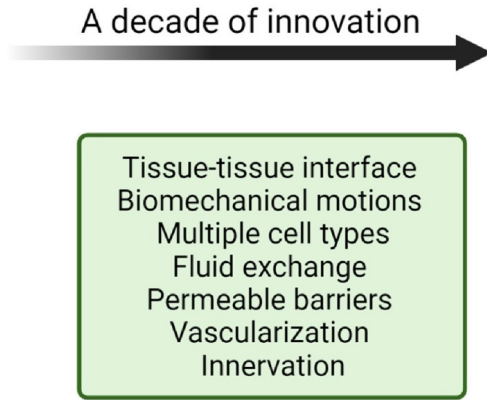 A decade of innovation
Tissue-tissue interface
Biomechanical motions
Multiple cell types
Fluid exchange
Permeable barriers
Vascularization
Innervation